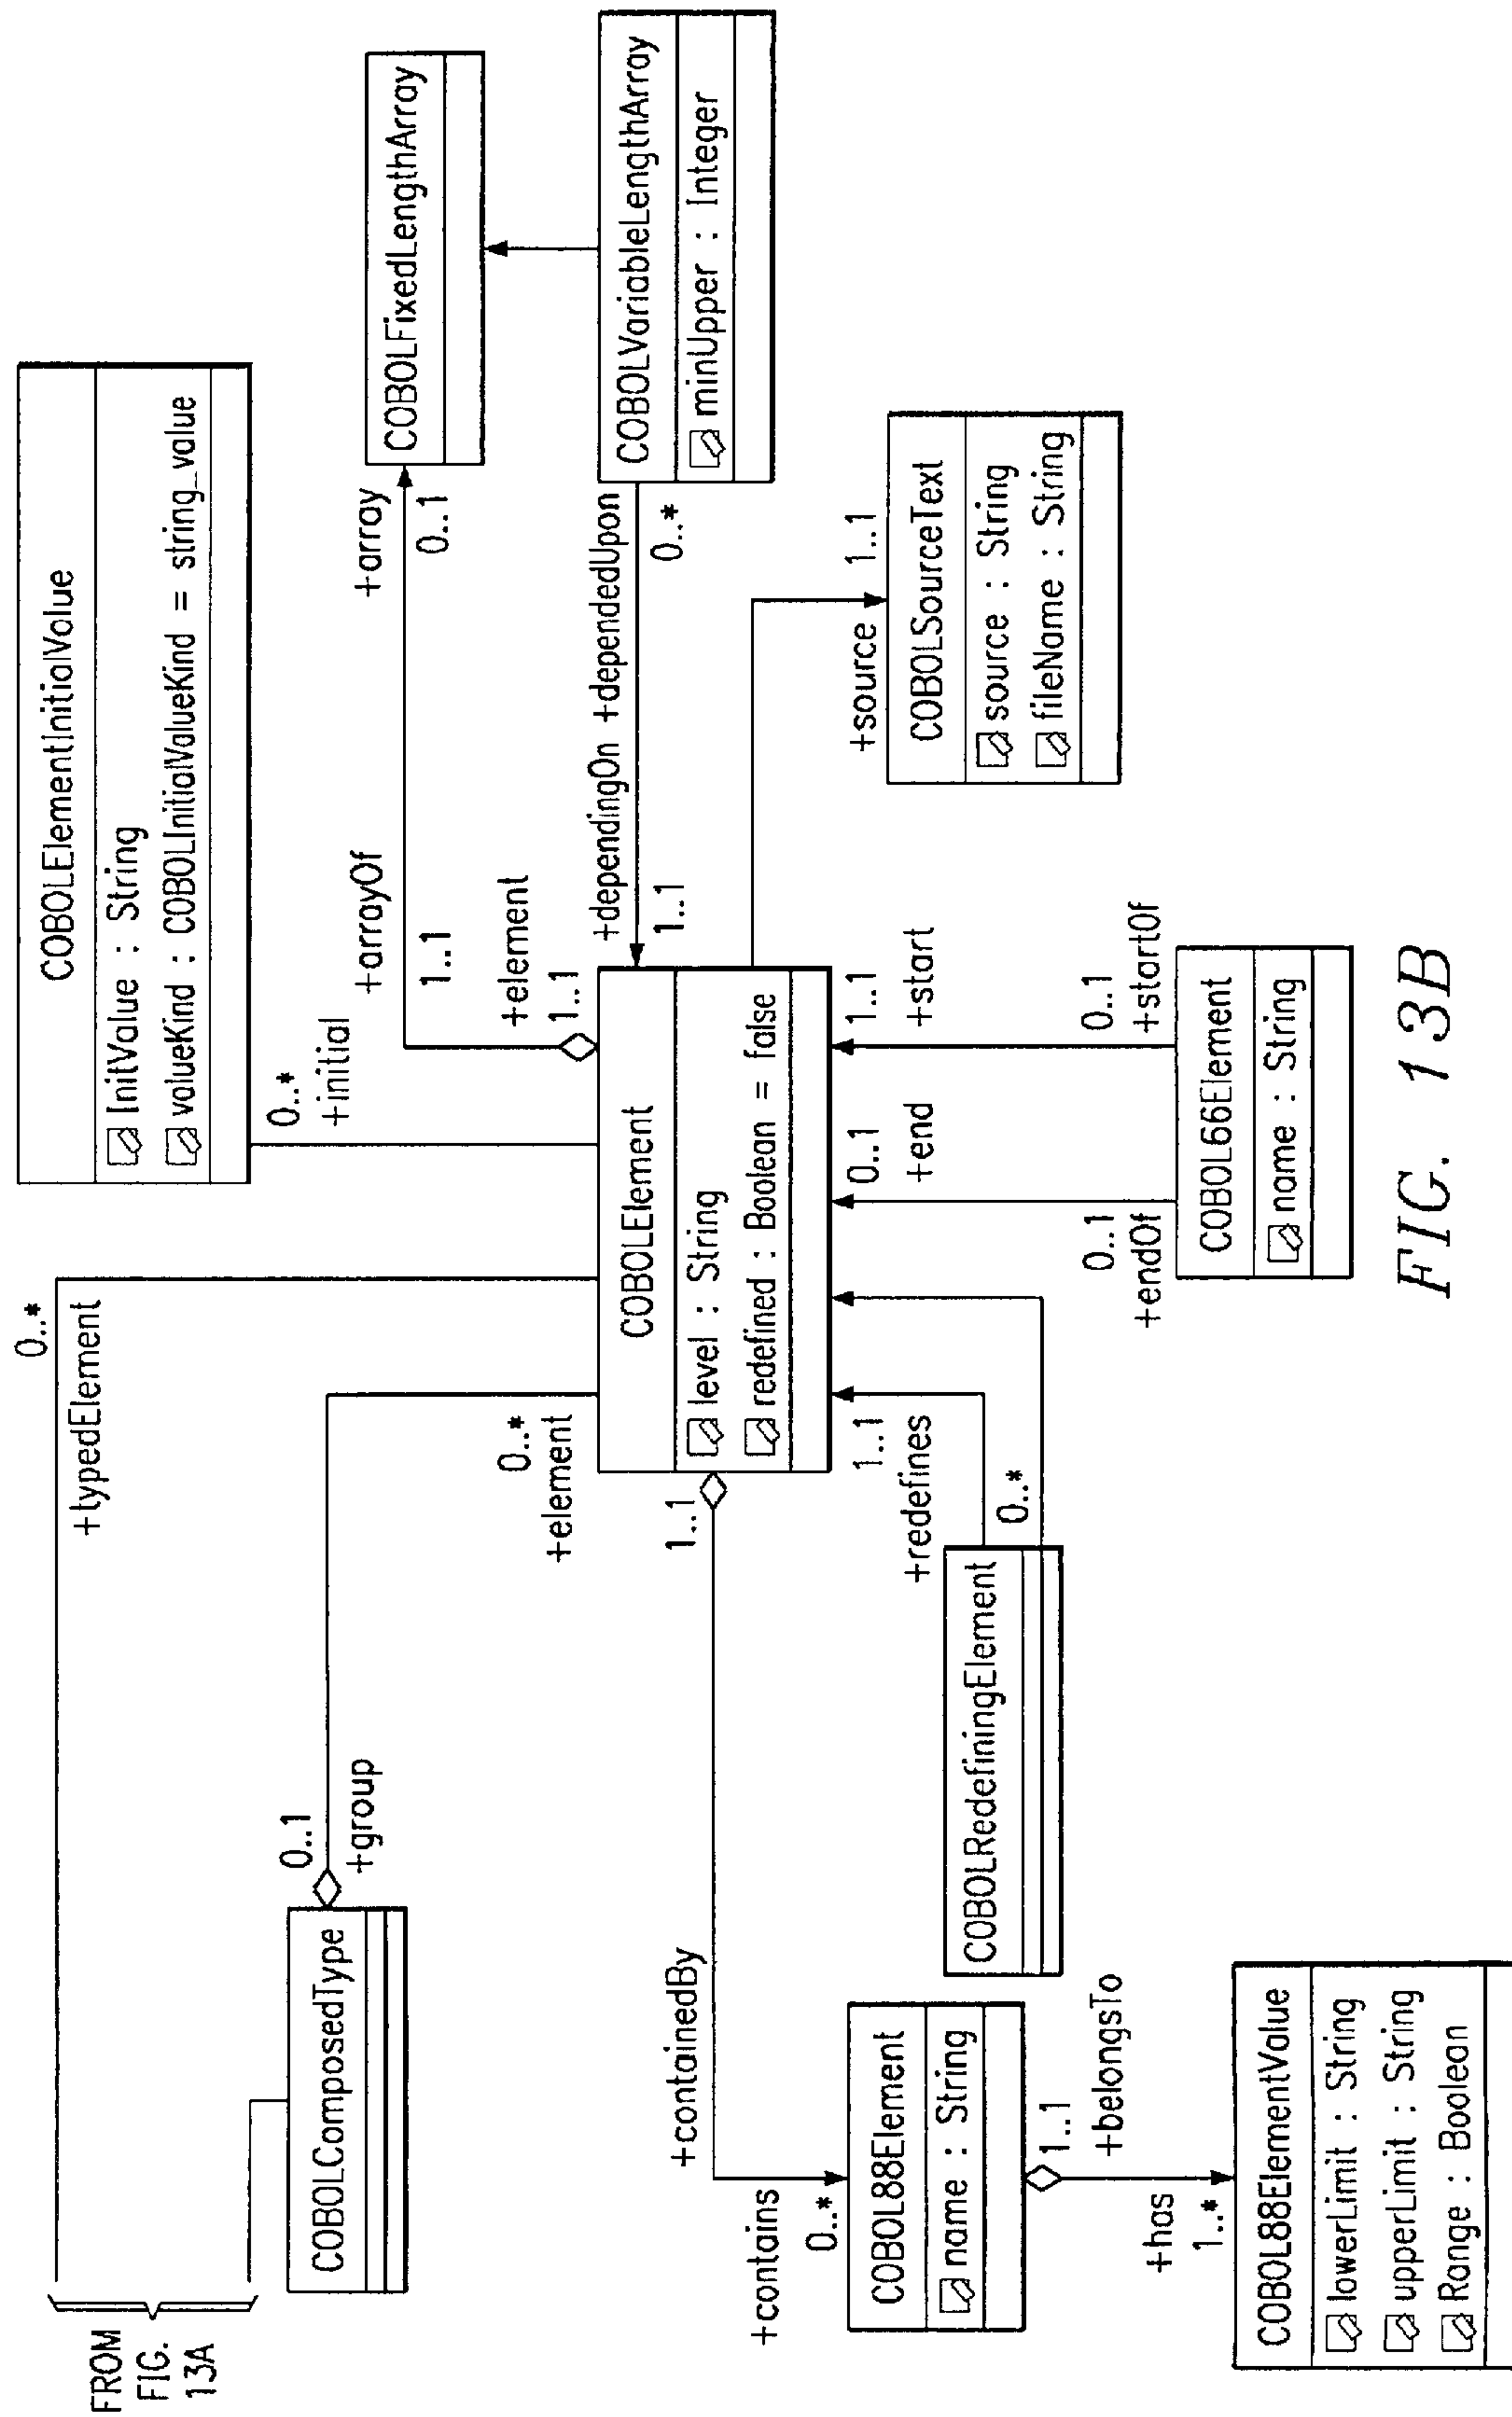 FROM
FIG.
13A
0..*
+typedElement
COBOLElementInitialValue
InitValue : String
valueKind : COBOLInitialValueKind = string_value
0..*
+initial
COBOLComposedType
0..1
+group
0..*
+element
+arrayOf
1..1
+array
0..1
COBOLFixedLengthArray
+element
1..1
COBOLElement
level : String
redefined : Boolean = false
+dependingOn +dependedUpon
1..1
0..*
COBOLVariableLengthArray
minUpper : Integer
+containedBy
1..1
+contains
0..*
COBOL88Element
name : String
1..1
+belongsTo
+has
1..*
COBOL88ElementValue
lowerLimit : String
upperLimit : String
Range : Boolean
COBOLRedefiningElement
1..1
+redefines
0..*
0..1
+end
1..1
+start
0..1
+endOf
0..1
+startOf
COBOL66Element
name : String
+source
1..1
COBOLSourceText
source : String
fileName : String
FIG. 13B